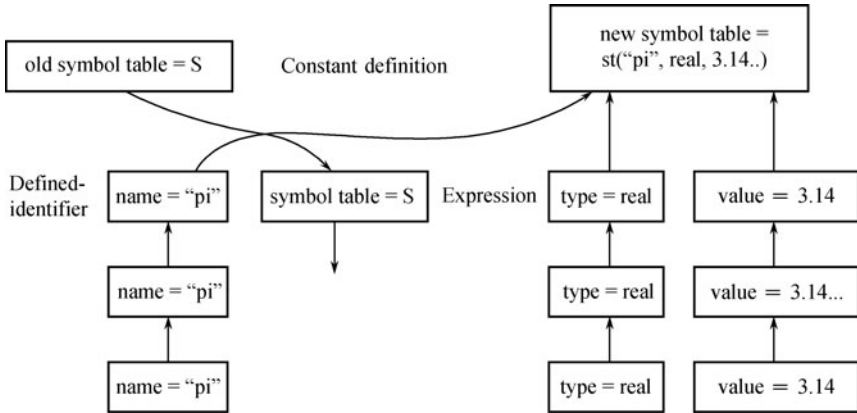 old symbol table = S
Constant definition
new symbol table =
st(“pi”, real, 3.14..)
Defined-
identifier
name = “pi”
symbol table = S
Expression
type = real
value = 3.14
name = “pi”
type = real
value = 3.14...
name = “pi”
type = real
value = 3.14